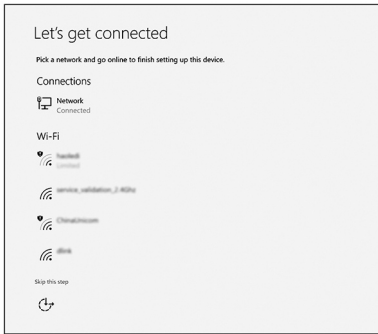 Let's get connected
Pick a network and go online to finish setting up this device.
Connections
Network
Connected
Wi-Fi
Limited
service_validation_2.4Ghz
ChinaUnicom
dlink
Skip this step